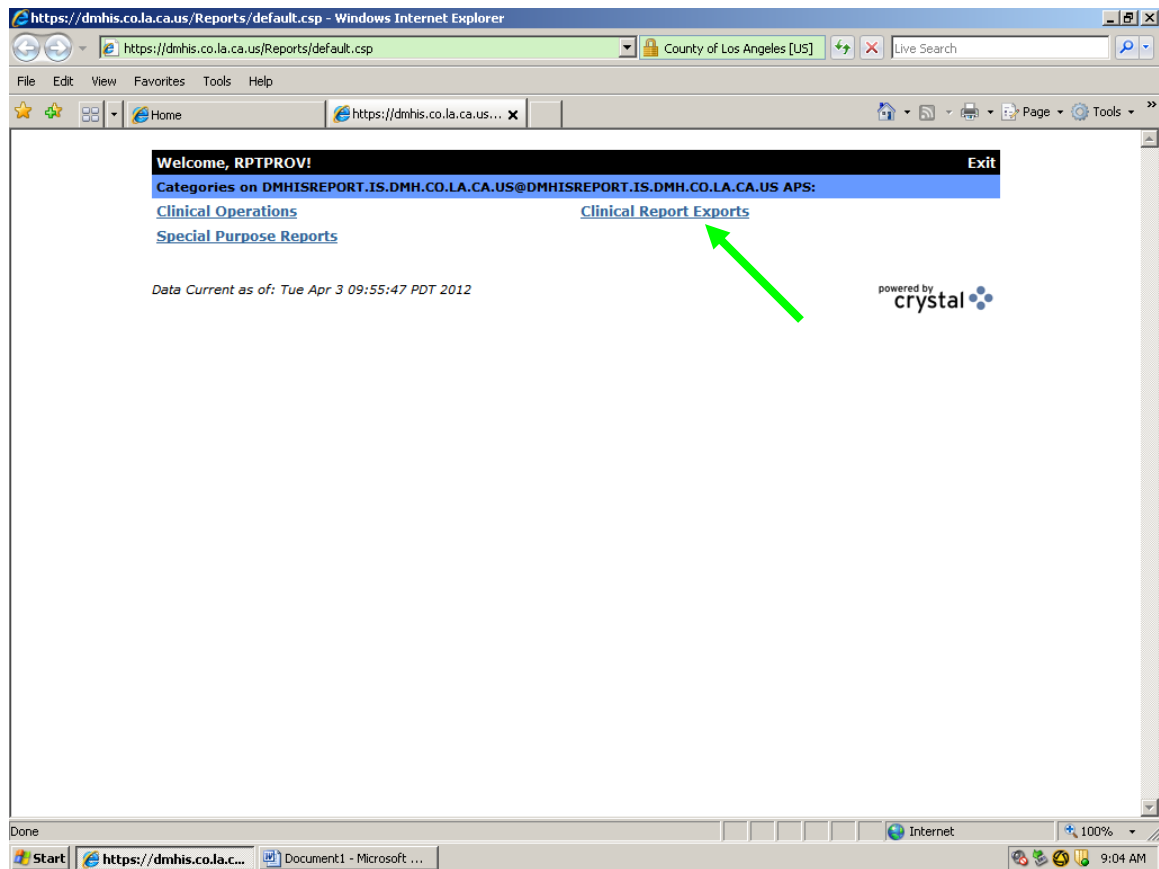 https://dmhis.co.la.ca.us/Reports/default.csp - Windows Internet Explorer
https://dmhis.co.la.ca.us/Reports/default.csp County of Los Angeles [US] Live Search
File Edit View Favorites Tools Help
Home https://dmhis.co.la.ca.us... Page Tools
Welcome, RPTPROV! Exit
Categories on DMHISREPORT.IS.DMH.CO.LA.CA.US@DMHISREPORT.IS.DMH.CO.LA.CA.US APS:
Clinical Operations Clinical Report Exports
Special Purpose Reports
Data Current as of: Tue Apr 3 09:55:47 PDT 2012
powered by
crystal
Done Internet 100%
Start https://dmhis.co.la.c... Document1 - Microsoft ... 9:04 AM